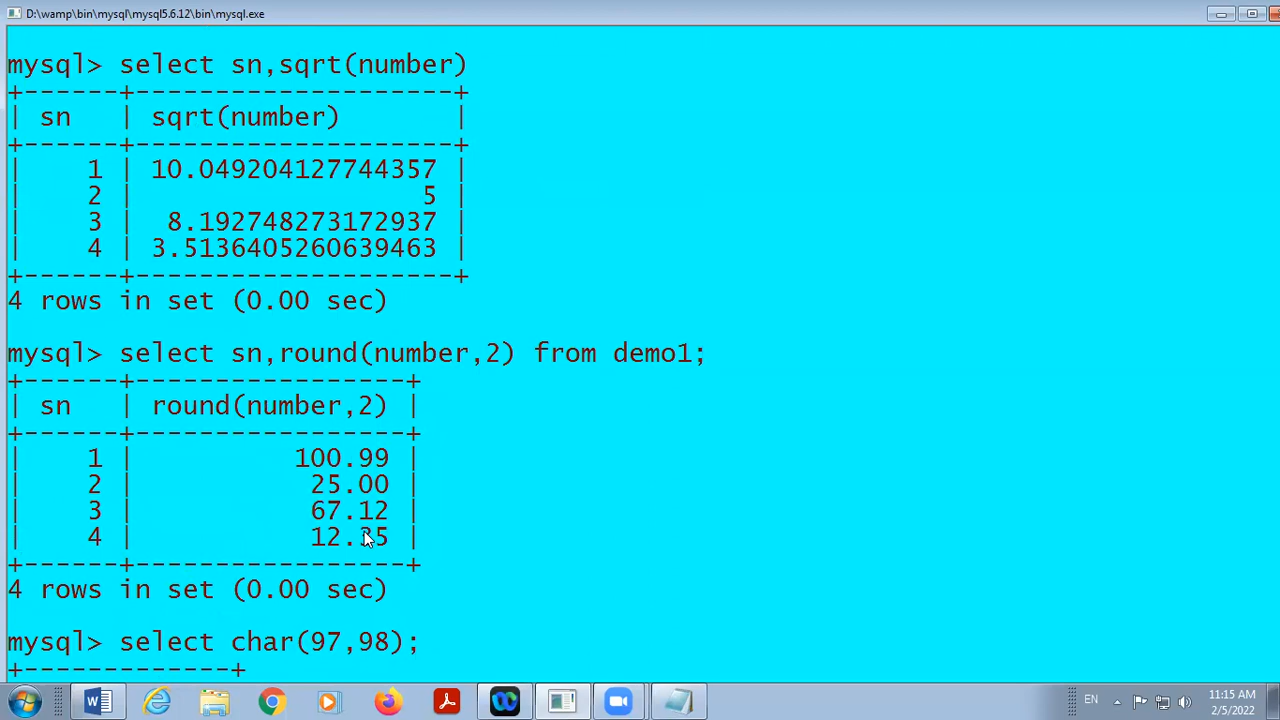 D:\wamp\bin\mysql\mysql5.6.12\bin\mysql.exe
mysql> select sn,sqrt(number)
+------+--------------------+
| sn   | sqrt(number)       |
+------+--------------------+
|    1 | 10.049204127744357 |
|    2 |                  5 |
|    3 |  8.192748273172937 |
|    4 | 3.5136405260639463 |
+------+--------------------+
4 rows in set (0.00 sec)
mysql> select sn,round(number,2) from demo1;
+------+-----------------+
| sn   | round(number,2) |
+------+-----------------+
|    1 |          100.99 |
|    2 |           25.00 |
|    3 |           67.12 |
|    4 |           12.35 |
+------+-----------------+
4 rows in set (0.00 sec)
mysql> select char(97,98);
+-------------+
EN
11:15 AM
2/5/2022